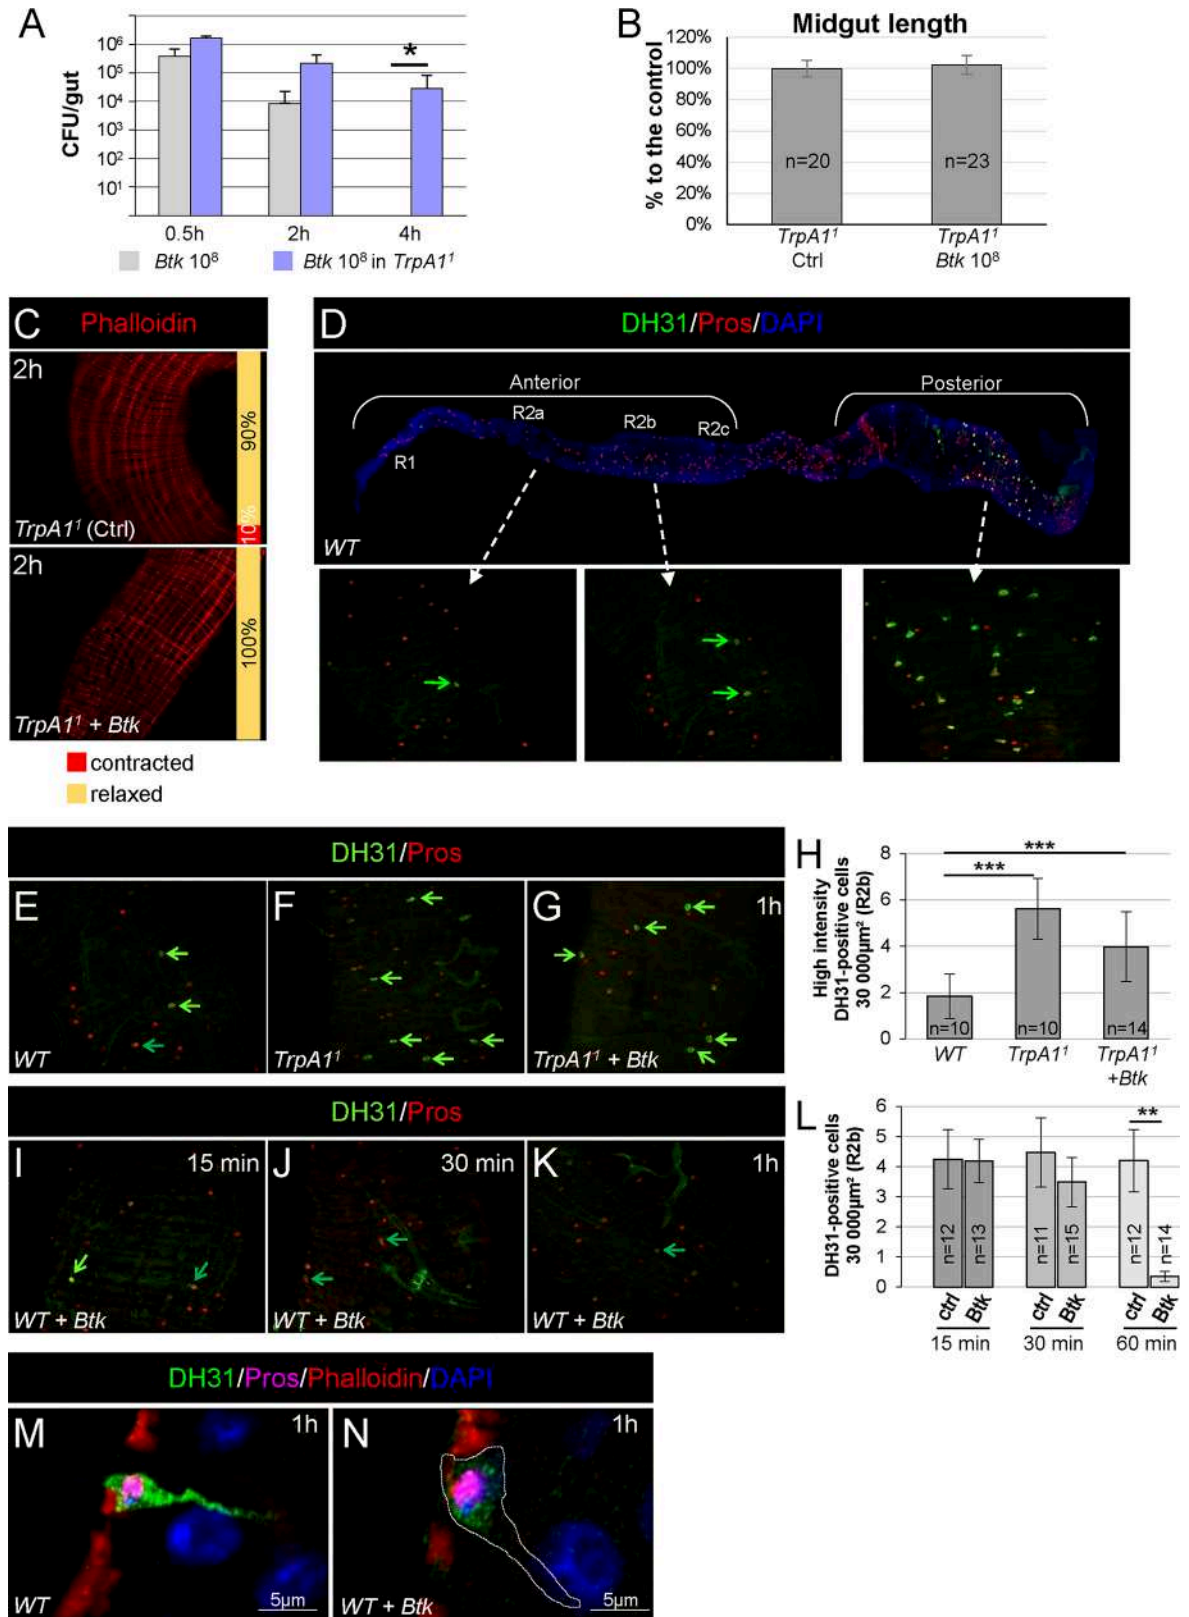 A
CFU/gut
10⁶
10⁵
10⁴
10³
10²
10¹
*
0.5h 2h 4h
Btk 10⁸ Btk 10⁸ in TrpA1¹
B
Midgut length
% to the control
120%
100%
80%
60%
40%
20%
0%
n=20 n=23
TrpA1¹ TrpA1¹
Ctrl Btk 10⁸
C
Phalloidin
2h
90%
10%
TrpA1¹ (Ctrl)
2h
100%
TrpA1¹ + Btk
contracted
relaxed
D
DH31/Pros/DAPI
Anterior Posterior
R1 R2a R2b R2c
WT
DH31/Pros
E F G 1h
WT TrpA1¹ TrpA1¹ + Btk
H
High intensity
DH31-positive cells
30 000µm² (R2b)
8
6
4
2
0
***
***
n=10 n=10 n=14
WT TrpA1¹ TrpA1¹
+Btk
DH31/Pros
I 15 min J 30 min K 1h
WT + Btk WT + Btk WT + Btk
L
DH31-positive cells
30 000µm² (R2b)
6
5
4
3
2
1
0
**
n=12 n=13 n=11 n=15 n=12 n=14
ctrl Btk ctrl Btk ctrl Btk
15 min 30 min 60 min
DH31/Pros/Phalloidin/DAPI
M 1h N 1h
WT 5µm WT + Btk 5µm